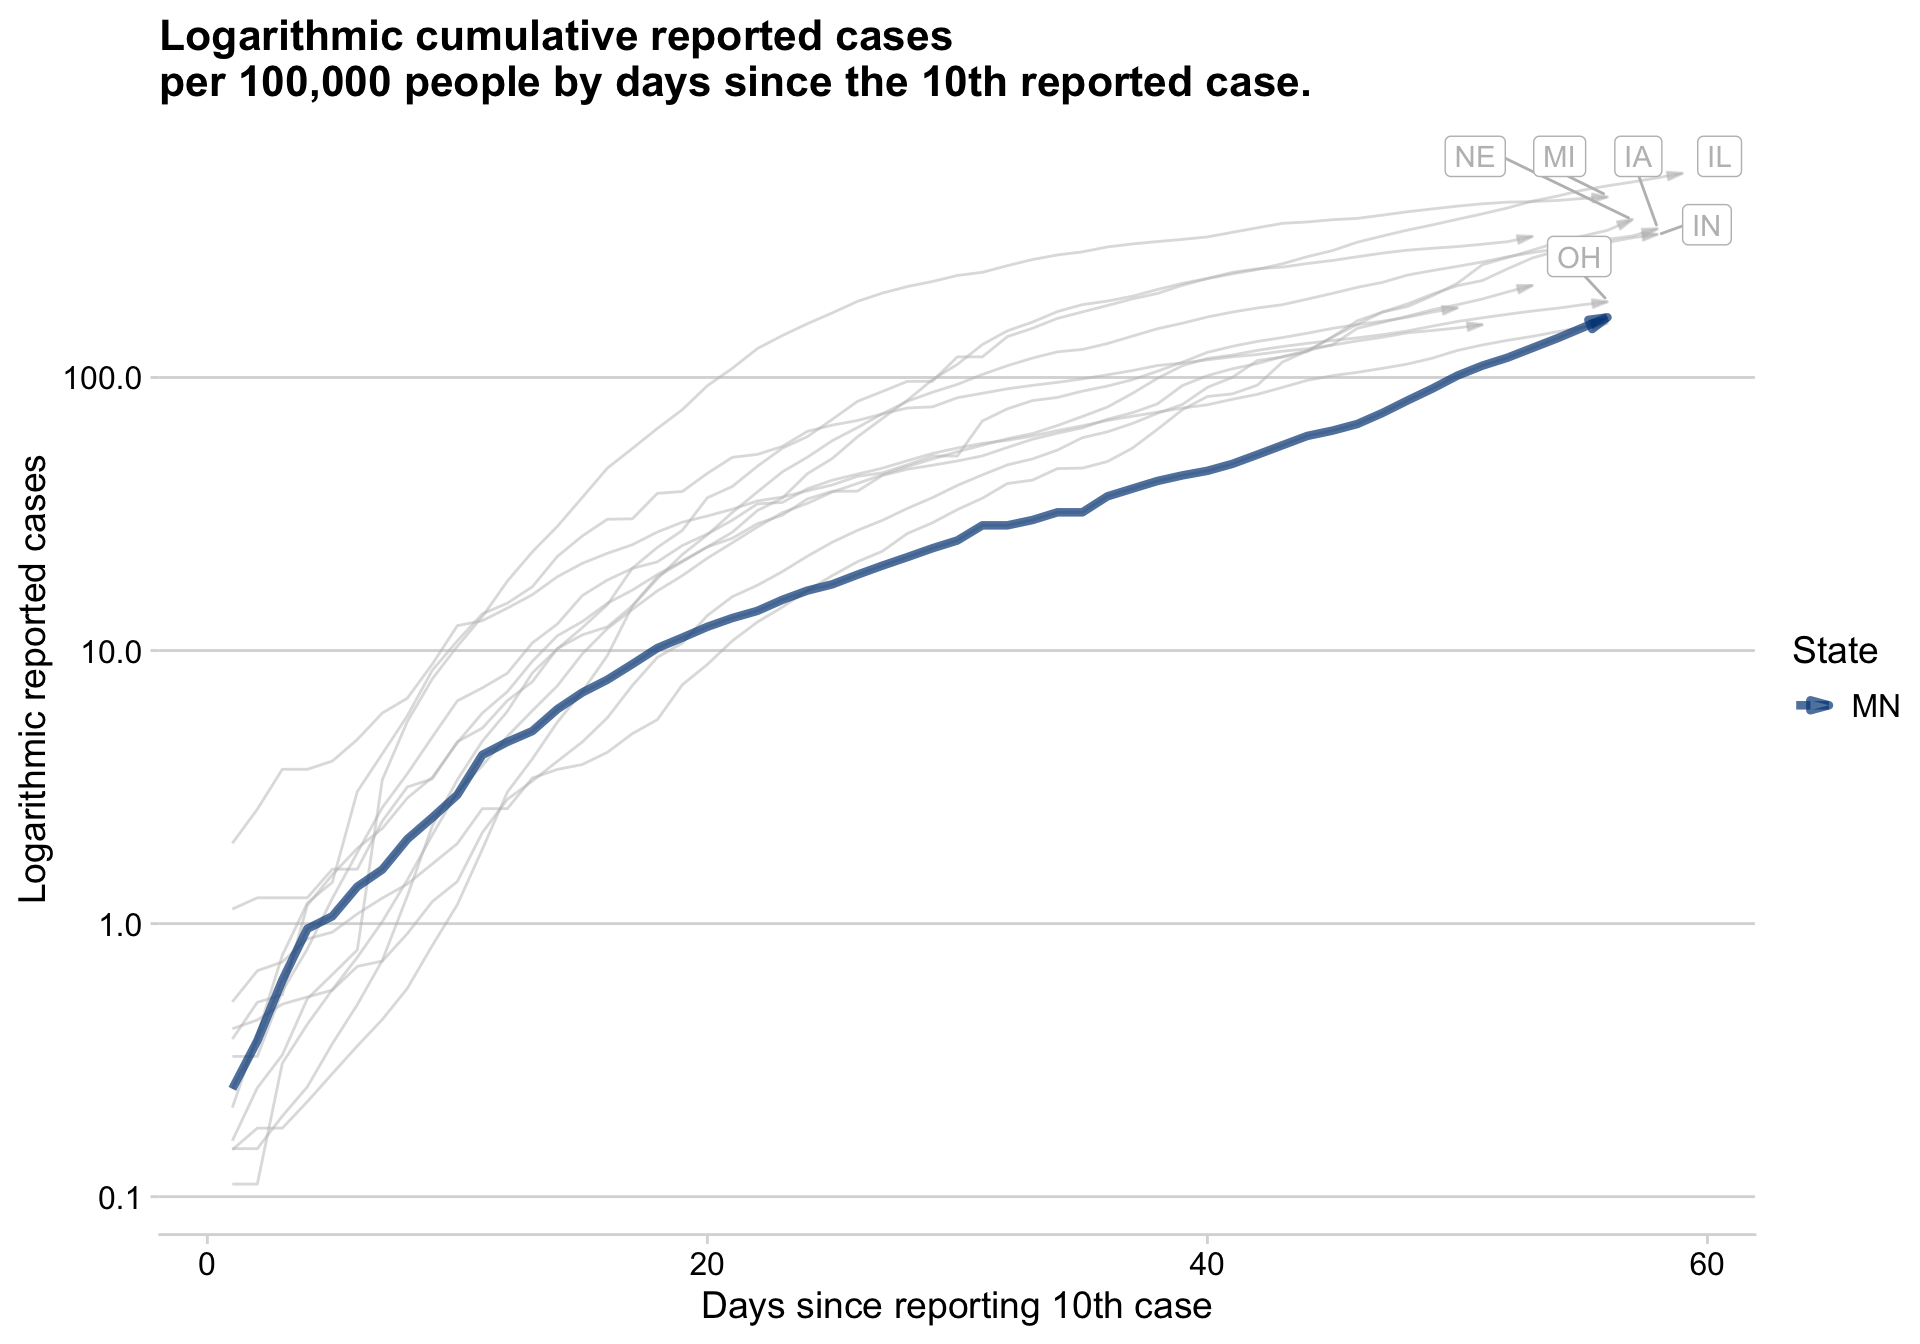 Logarithmic cumulative reported cases
per 100,000 people by days since the 10th reported case.
NE
MI
IA
IL
IN
OH
100.0
10.0
1.0
0.1
Logarithmic reported cases
State
MN
0
20
40
60
Days since reporting 10th case